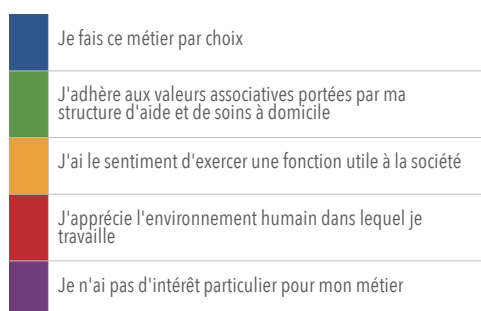 Je fais ce métier par choix
J'adhère aux valeurs associatives portées par ma
structure d'aide et de soins à domicile
J'ai le sentiment d'exercer une fonction utile à la société
J'apprécie l'environnement humain dans lequel je
travaille
Je n'ai pas d'intérêt particulier pour mon métier